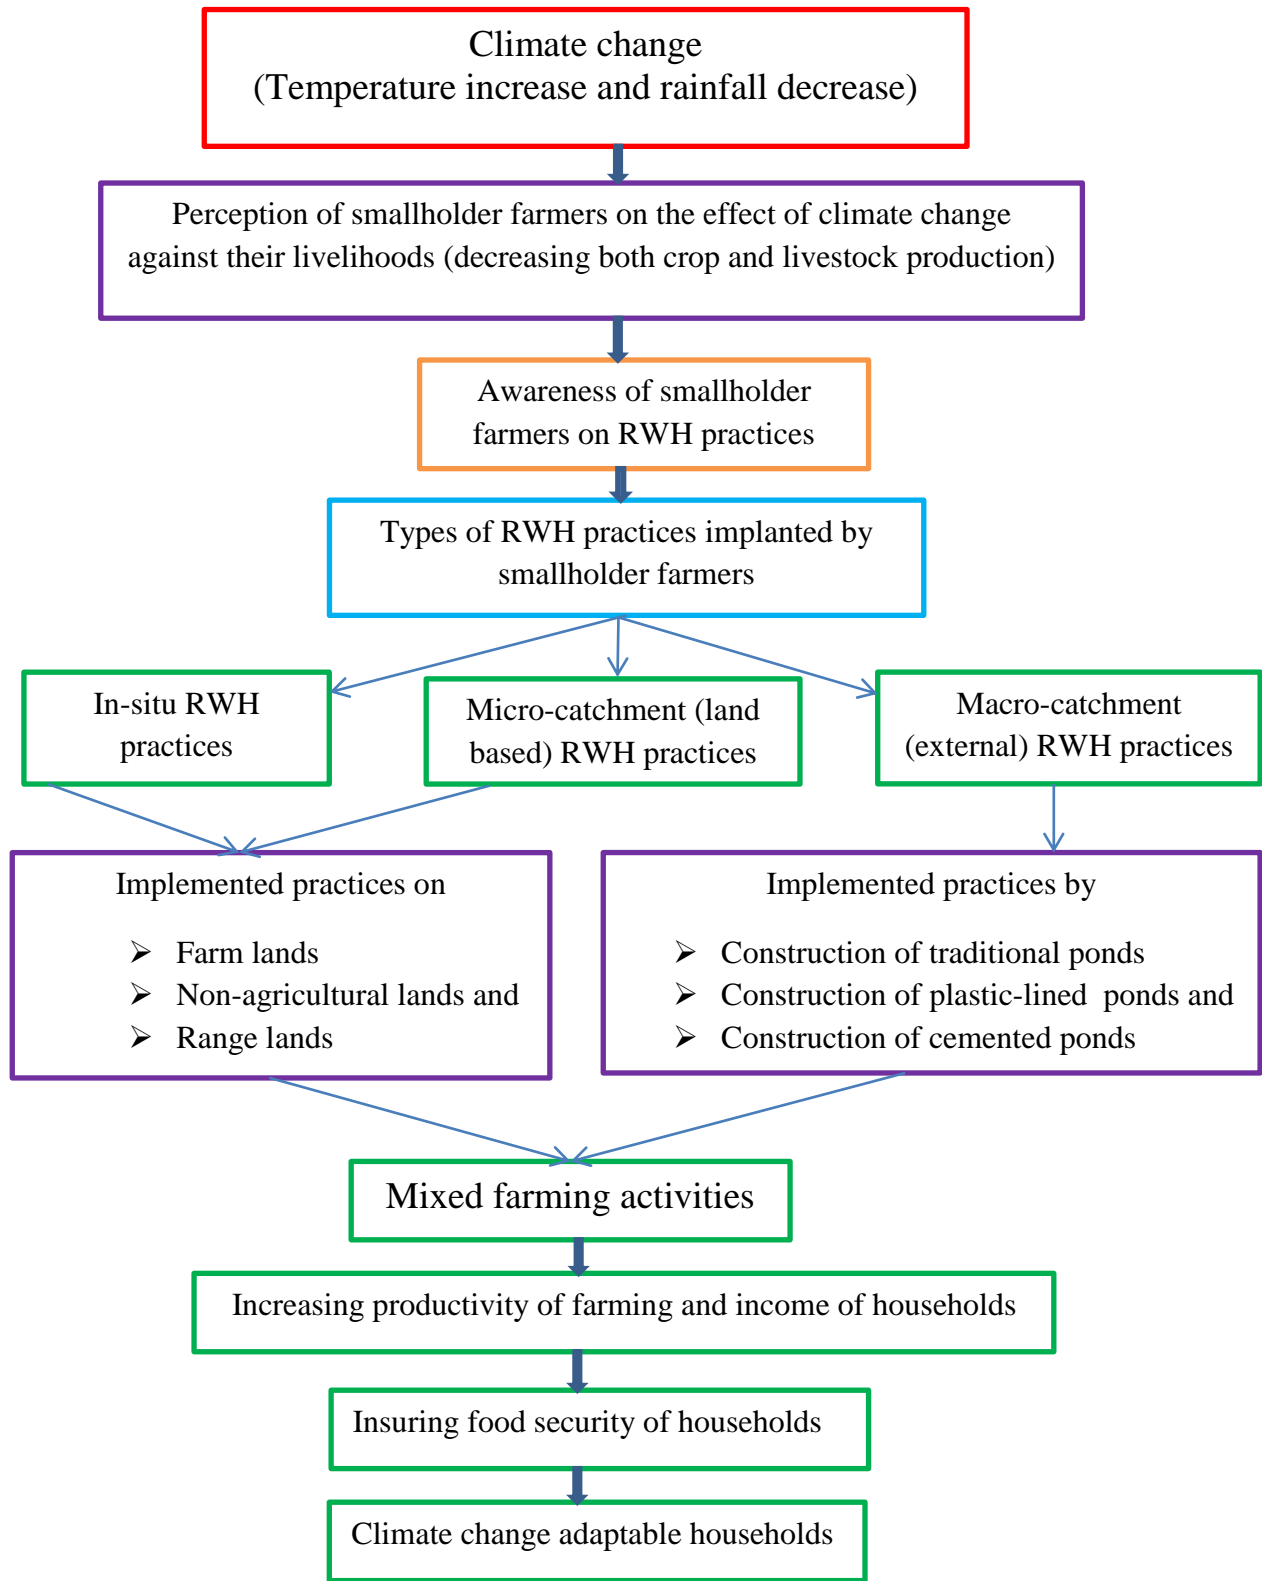 Climate change
(Temperature increase and rainfall decrease)
Perception of smallholder farmers on the effect of climate change
against their livelihoods (decreasing both crop and livestock production)
Awareness of smallholder
farmers on RWH practices
Types of RWH practices implanted by
smallholder farmers
In-situ RWH
practices
Micro-catchment (land
based) RWH practices
Macro-catchment
(external) RWH practices
Implemented practices on
➢ Farm lands
➢ Non-agricultural lands and
➢ Range lands
Implemented practices by
➢ Construction of traditional ponds
➢ Construction of plastic-lined ponds and
➢ Construction of cemented ponds
Mixed farming activities
Increasing productivity of farming and income of households
Insuring food security of households
Climate change adaptable households